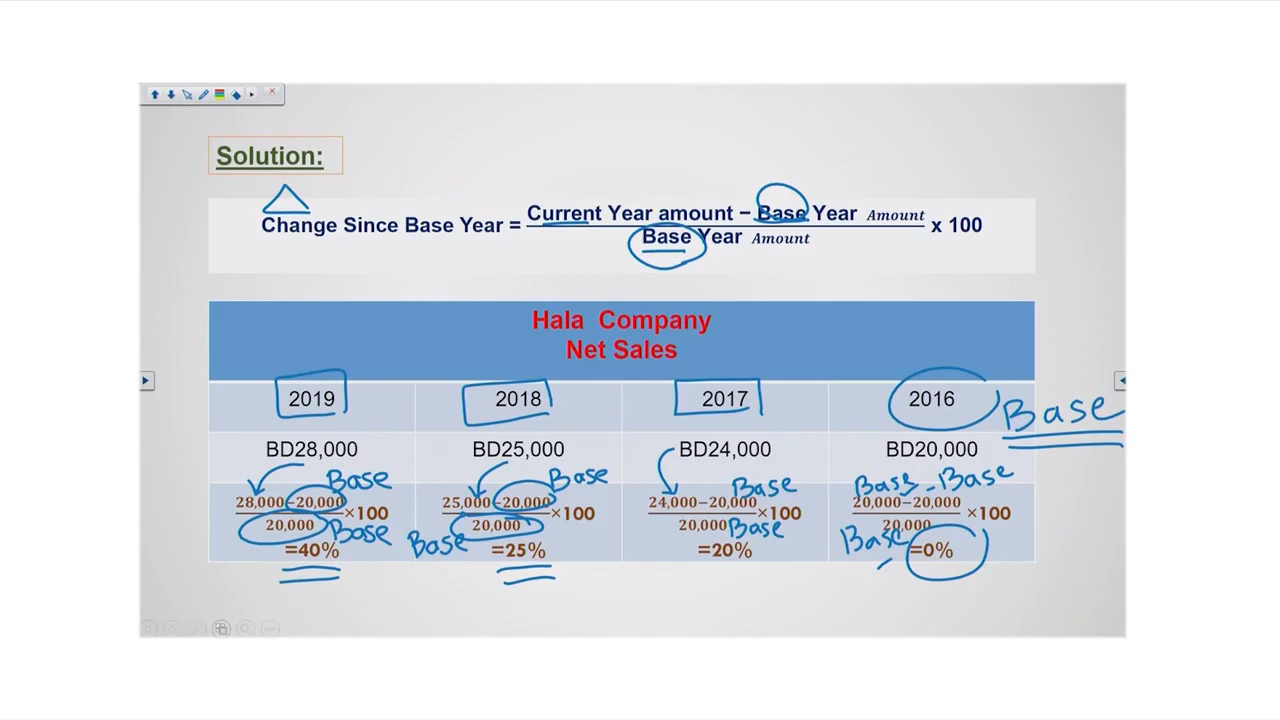 Solution:
Change Since Base Year = Current Year amount − Base Year Amount / Base Year Amount x 100
Hala Company
Net Sales
2019 2018 2017 2016 Base
BD28,000 BD25,000 BD24,000 BD20,000
Base Base Base Base - Base
28,000−20,000 / 20,000 ×100 25,000−20,000 / 20,000 ×100 24,000−20,000 / 20,000 ×100 20,000−20,000 / 20,000 ×100
Base Base Base Base
=40% =25% =20% =0%